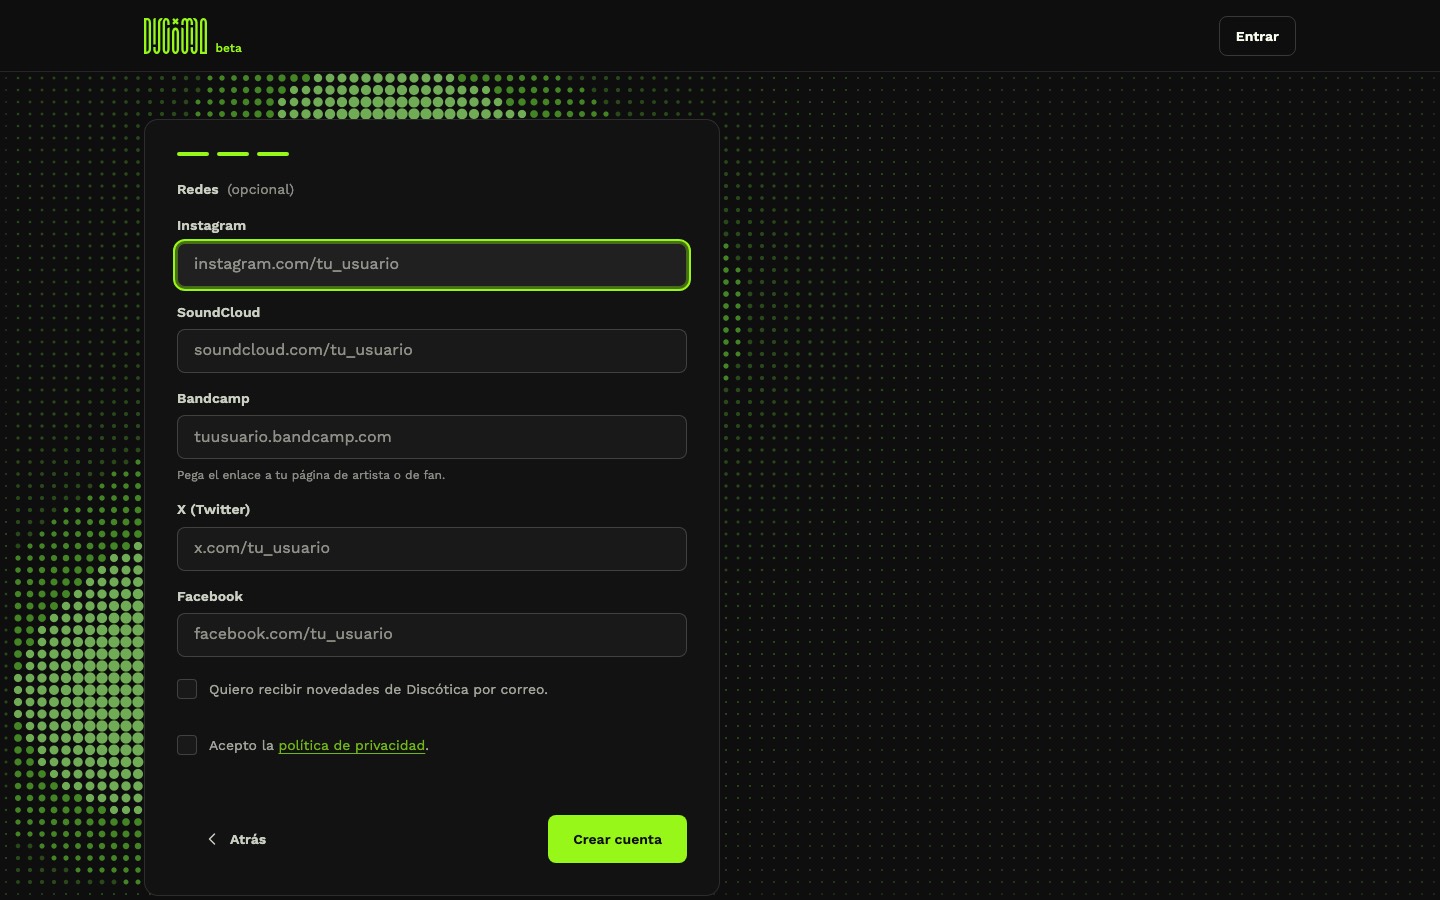 beta
Entrar
Redes (opcional)
Instagram
instagram.com/tu_usuario
SoundCloud
soundcloud.com/tu_usuario
Bandcamp
tuusuario.bandcamp.com
Pega el enlace a tu página de artista o de fan.
X (Twitter)
x.com/tu_usuario
Facebook
facebook.com/tu_usuario
Quiero recibir novedades de Discótica por correo.
Acepto la política de privacidad.
Atrás
Crear cuenta